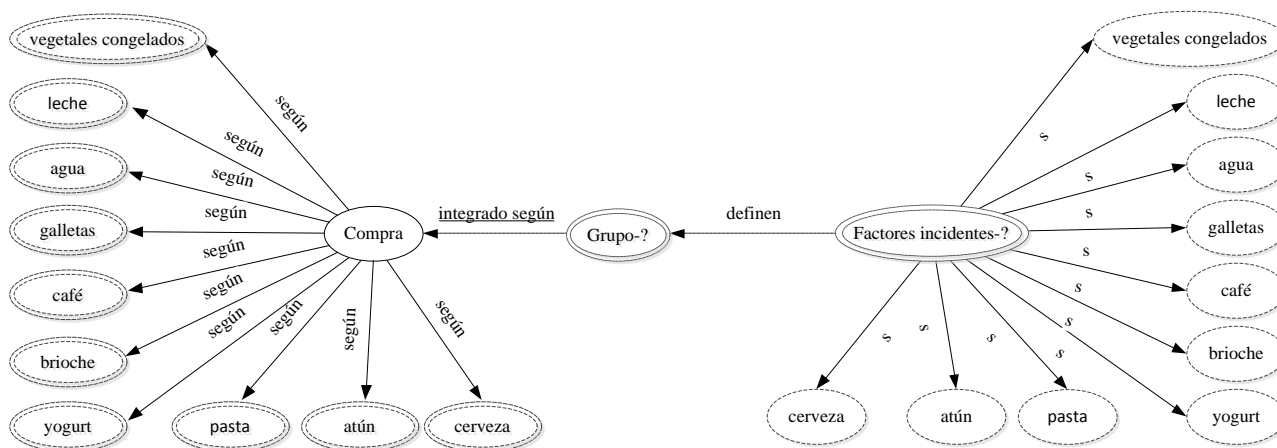 vegetales congelados
leche
agua
galletas
café
brioche
yogurt
pasta
atún
cerveza
según
según
según
según
según
según
según
según
según
según
Compra
integrado según
Grupo-?
definen
Factores incidentes-?
s
s
s
s
s
s
s
s
s
s
vegetales congelados
leche
agua
galletas
café
brioche
yogurt
pasta
atún
cerveza